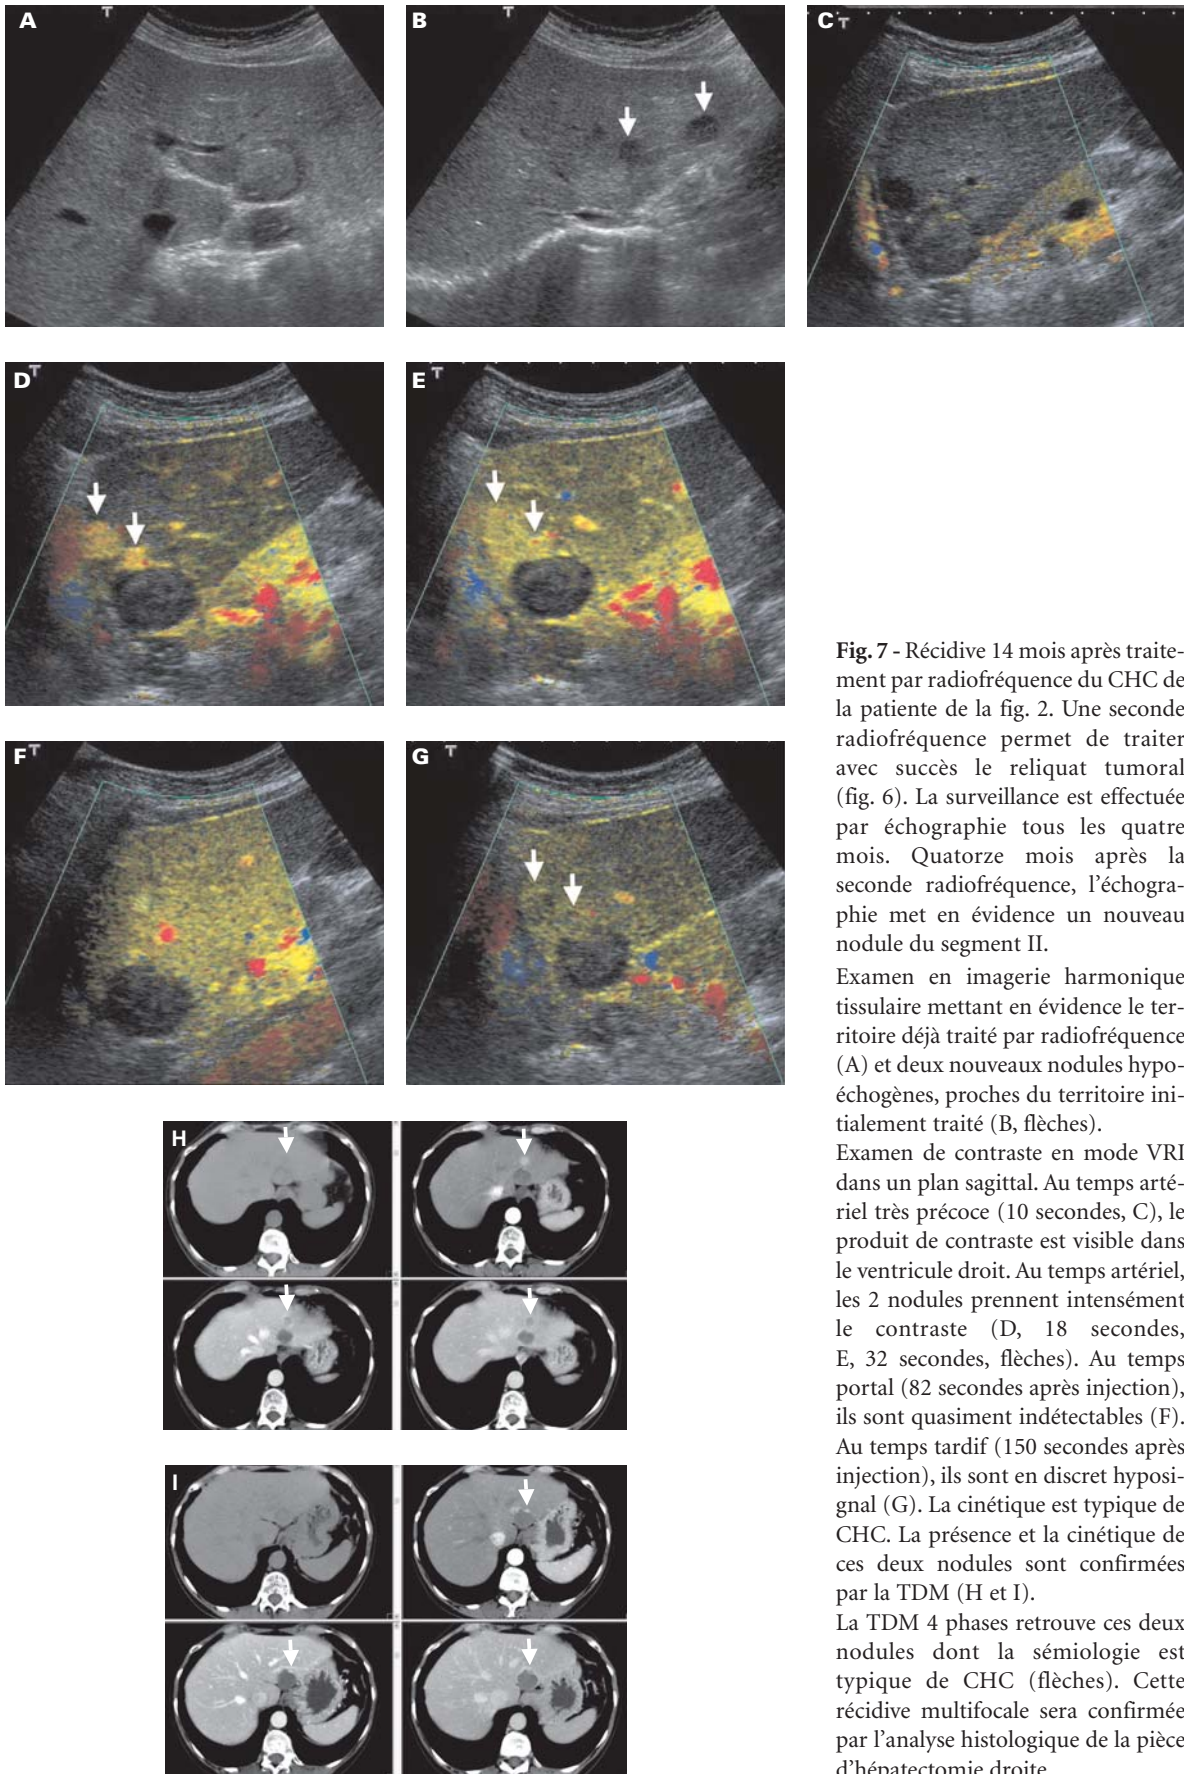 A
T
B
T
C
T
D
T
E
T
F
T
G
T
H
I
Fig. 7 - Récidive 14 mois après traite-
ment par radiofréquence du CHC de
la patiente de la fig. 2. Une seconde
radiofréquence permet de traiter
avec succès le reliquat tumoral
(fig. 6). La surveillance est effectuée
par échographie tous les quatre
mois. Quatorze mois après la
seconde radiofréquence, l'échogra-
phie met en évidence un nouveau
nodule du segment II.
Examen en imagerie harmonique
tissulaire mettant en évidence le ter-
ritoire déjà traité par radiofréquence
(A) et deux nouveaux nodules hypo-
échogènes, proches du territoire ini-
tialement traité (B, flèches).
Examen de contraste en mode VRI
dans un plan sagittal. Au temps arté-
riel très précoce (10 secondes, C), le
produit de contraste est visible dans
le ventricule droit. Au temps artériel,
les 2 nodules prennent intensément
le contraste (D, 18 secondes,
E, 32 secondes, flèches). Au temps
portal (82 secondes après injection),
ils sont quasiment indétectables (F).
Au temps tardif (150 secondes après
injection), ils sont en discret hyposi-
gnal (G). La cinétique est typique de
CHC. La présence et la cinétique de
ces deux nodules sont confirmées
par la TDM (H et I).
La TDM 4 phases retrouve ces deux
nodules dont la sémiologie est
typique de CHC (flèches). Cette
récidive multifocale sera confirmée
par l'analyse histologique de la pièce
d'hépatectomie droite.